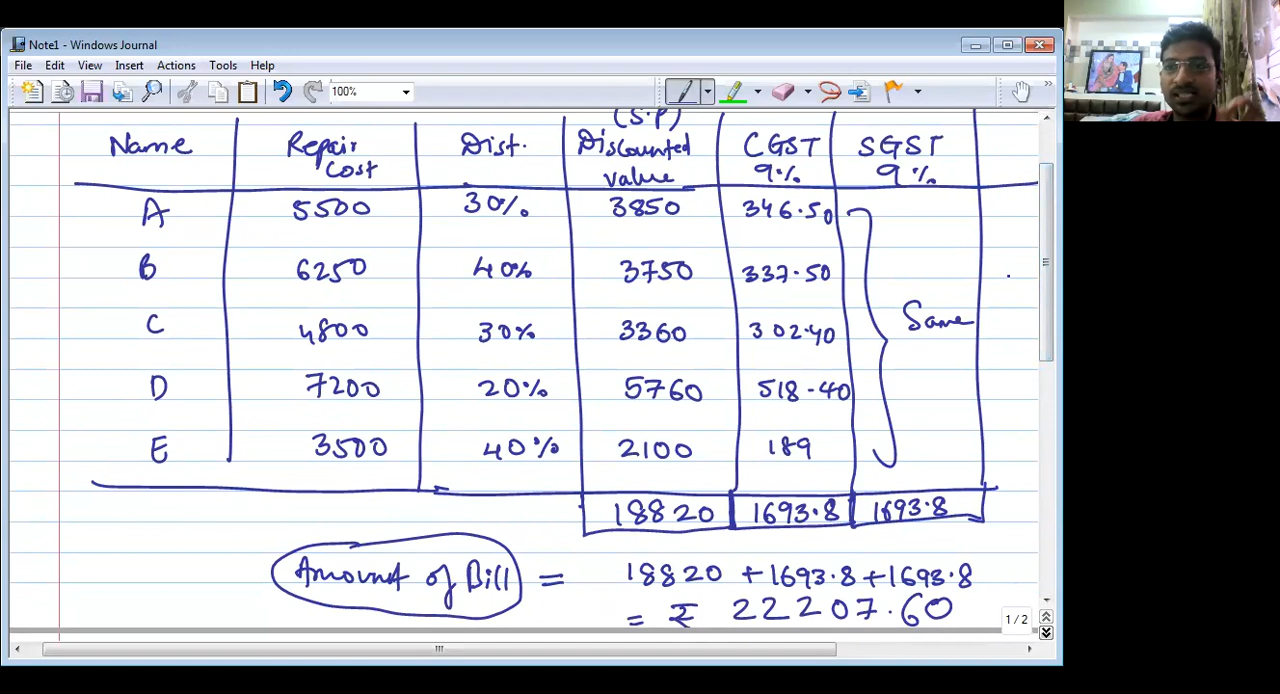 Note1 - Windows Journal
File Edit View Insert Actions Tools Help
100%
(S.P)
Name Repair Cost Dist. Discounted value CGST 9% SGST 9%
A 5500 30% 3850 346.50
B 6250 40% 3750 337.50
C 4800 30% 3360 302.40 Same
D 7200 20% 5760 518.40
E 3500 40% 2100 189
18820 1693.8 1693.8
Amount of Bill = 18820 + 1693.8 + 1693.8
= ₹ 22207.60
1/2